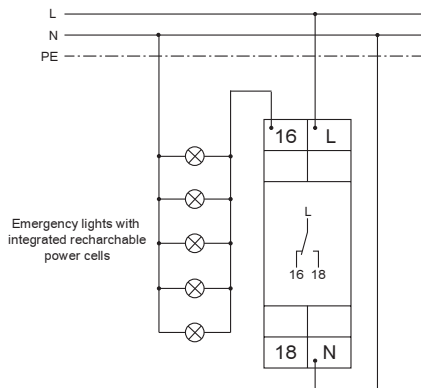 L
N
PE
16 L
Emergency lights with
integrated recharchable
power cells
L
16 18
18 N